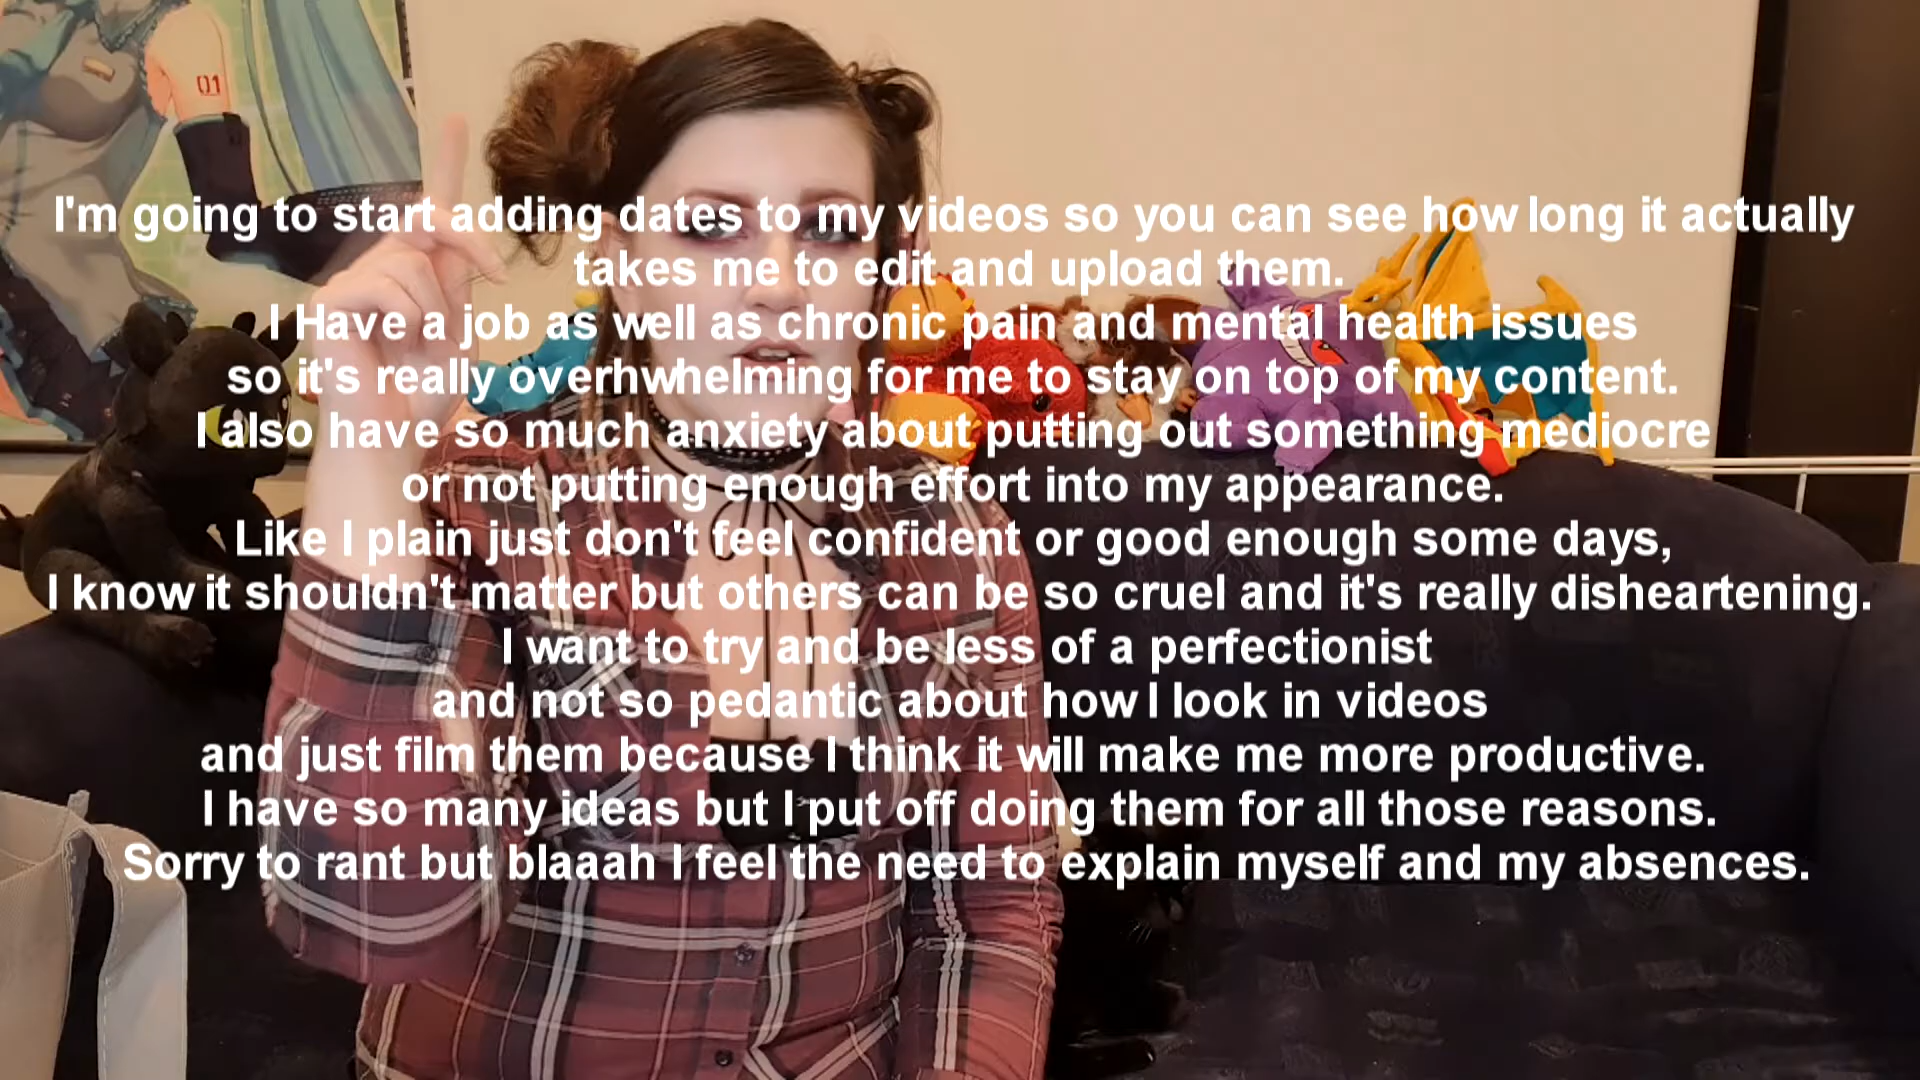 01
I'm going to start adding dates to my videos so you can see how long it actually
takes me to edit and upload them.
I Have a job as well as chronic pain and mental health issues
so it's really overhwhelming for me to stay on top of my content.
I also have so much anxiety about putting out something mediocre
or not putting enough effort into my appearance.
Like I plain just don't feel confident or good enough some days,
I know it shouldn't matter but others can be so cruel and it's really disheartening.
I want to try and be less of a perfectionist
and not so pedantic about how I look in videos
and just film them because I think it will make me more productive.
I have so many ideas but I put off doing them for all those reasons.
Sorry to rant but blaaah I feel the need to explain myself and my absences.